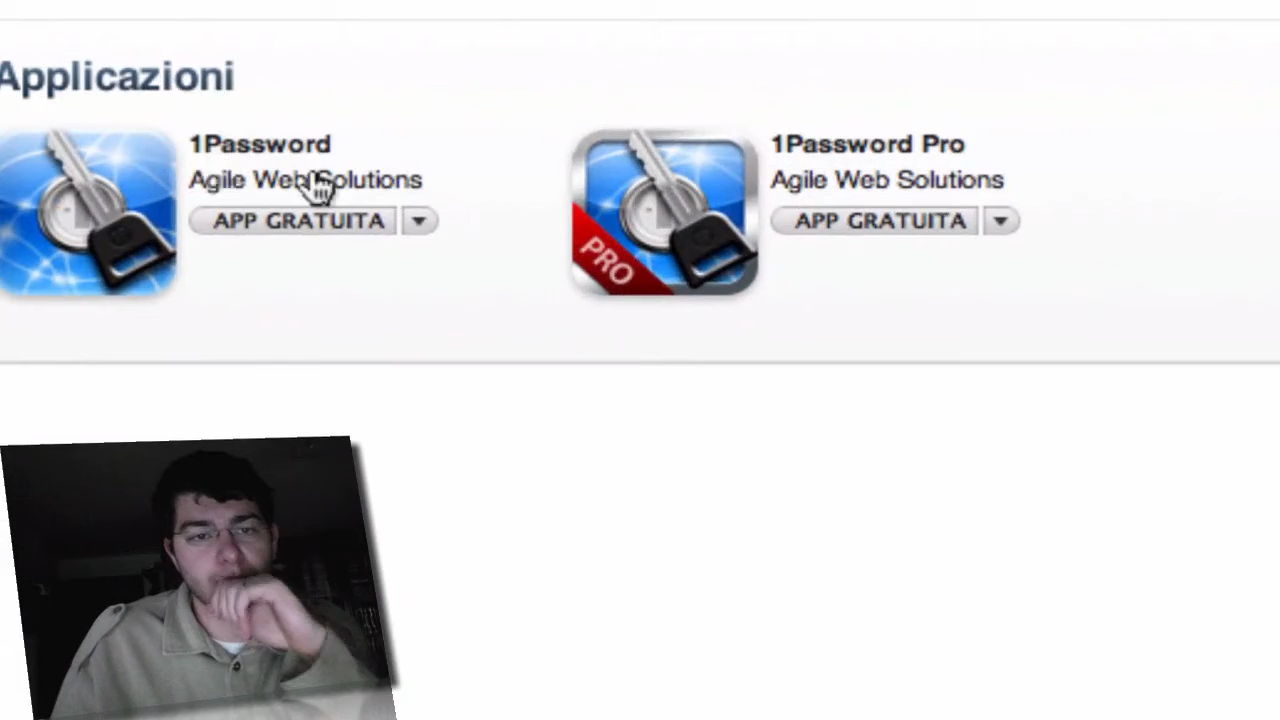 Applicazioni
1Password
Agile Web Solutions
APP GRATUITA
PRO
1Password Pro
Agile Web Solutions
APP GRATUITA